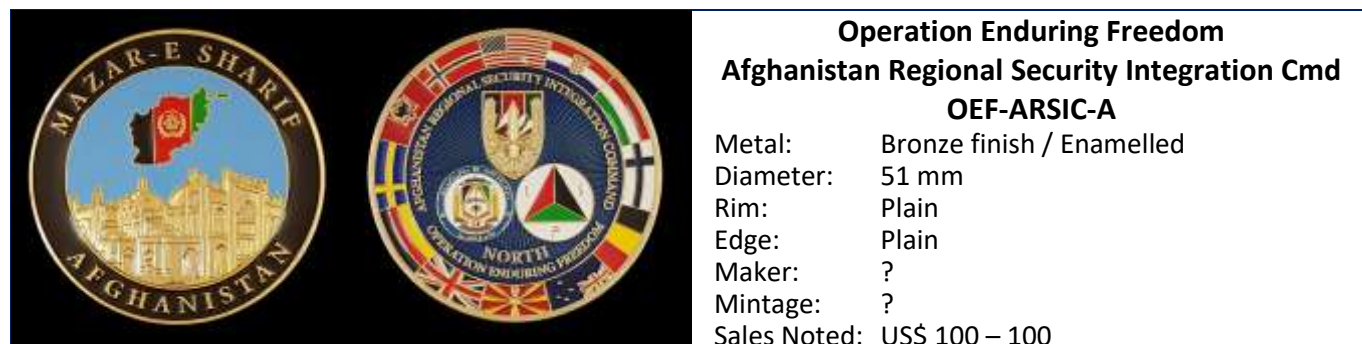 MAZAR-E SHARIF
AFGHANISTAN
AFGHANISTAN REGIONAL SECURITY INTEGRATION COMMAND
NORTH
OPERATION ENDURING FREEDOM
Operation Enduring Freedom
Afghanistan Regional Security Integration Cmd
OEF-ARSIC-A
Metal: Bronze finish / Enamelled
Diameter: 51 mm
Rim: Plain
Edge: Plain
Maker: ?
Mintage: ?
Sales Noted: US$ 100 – 100